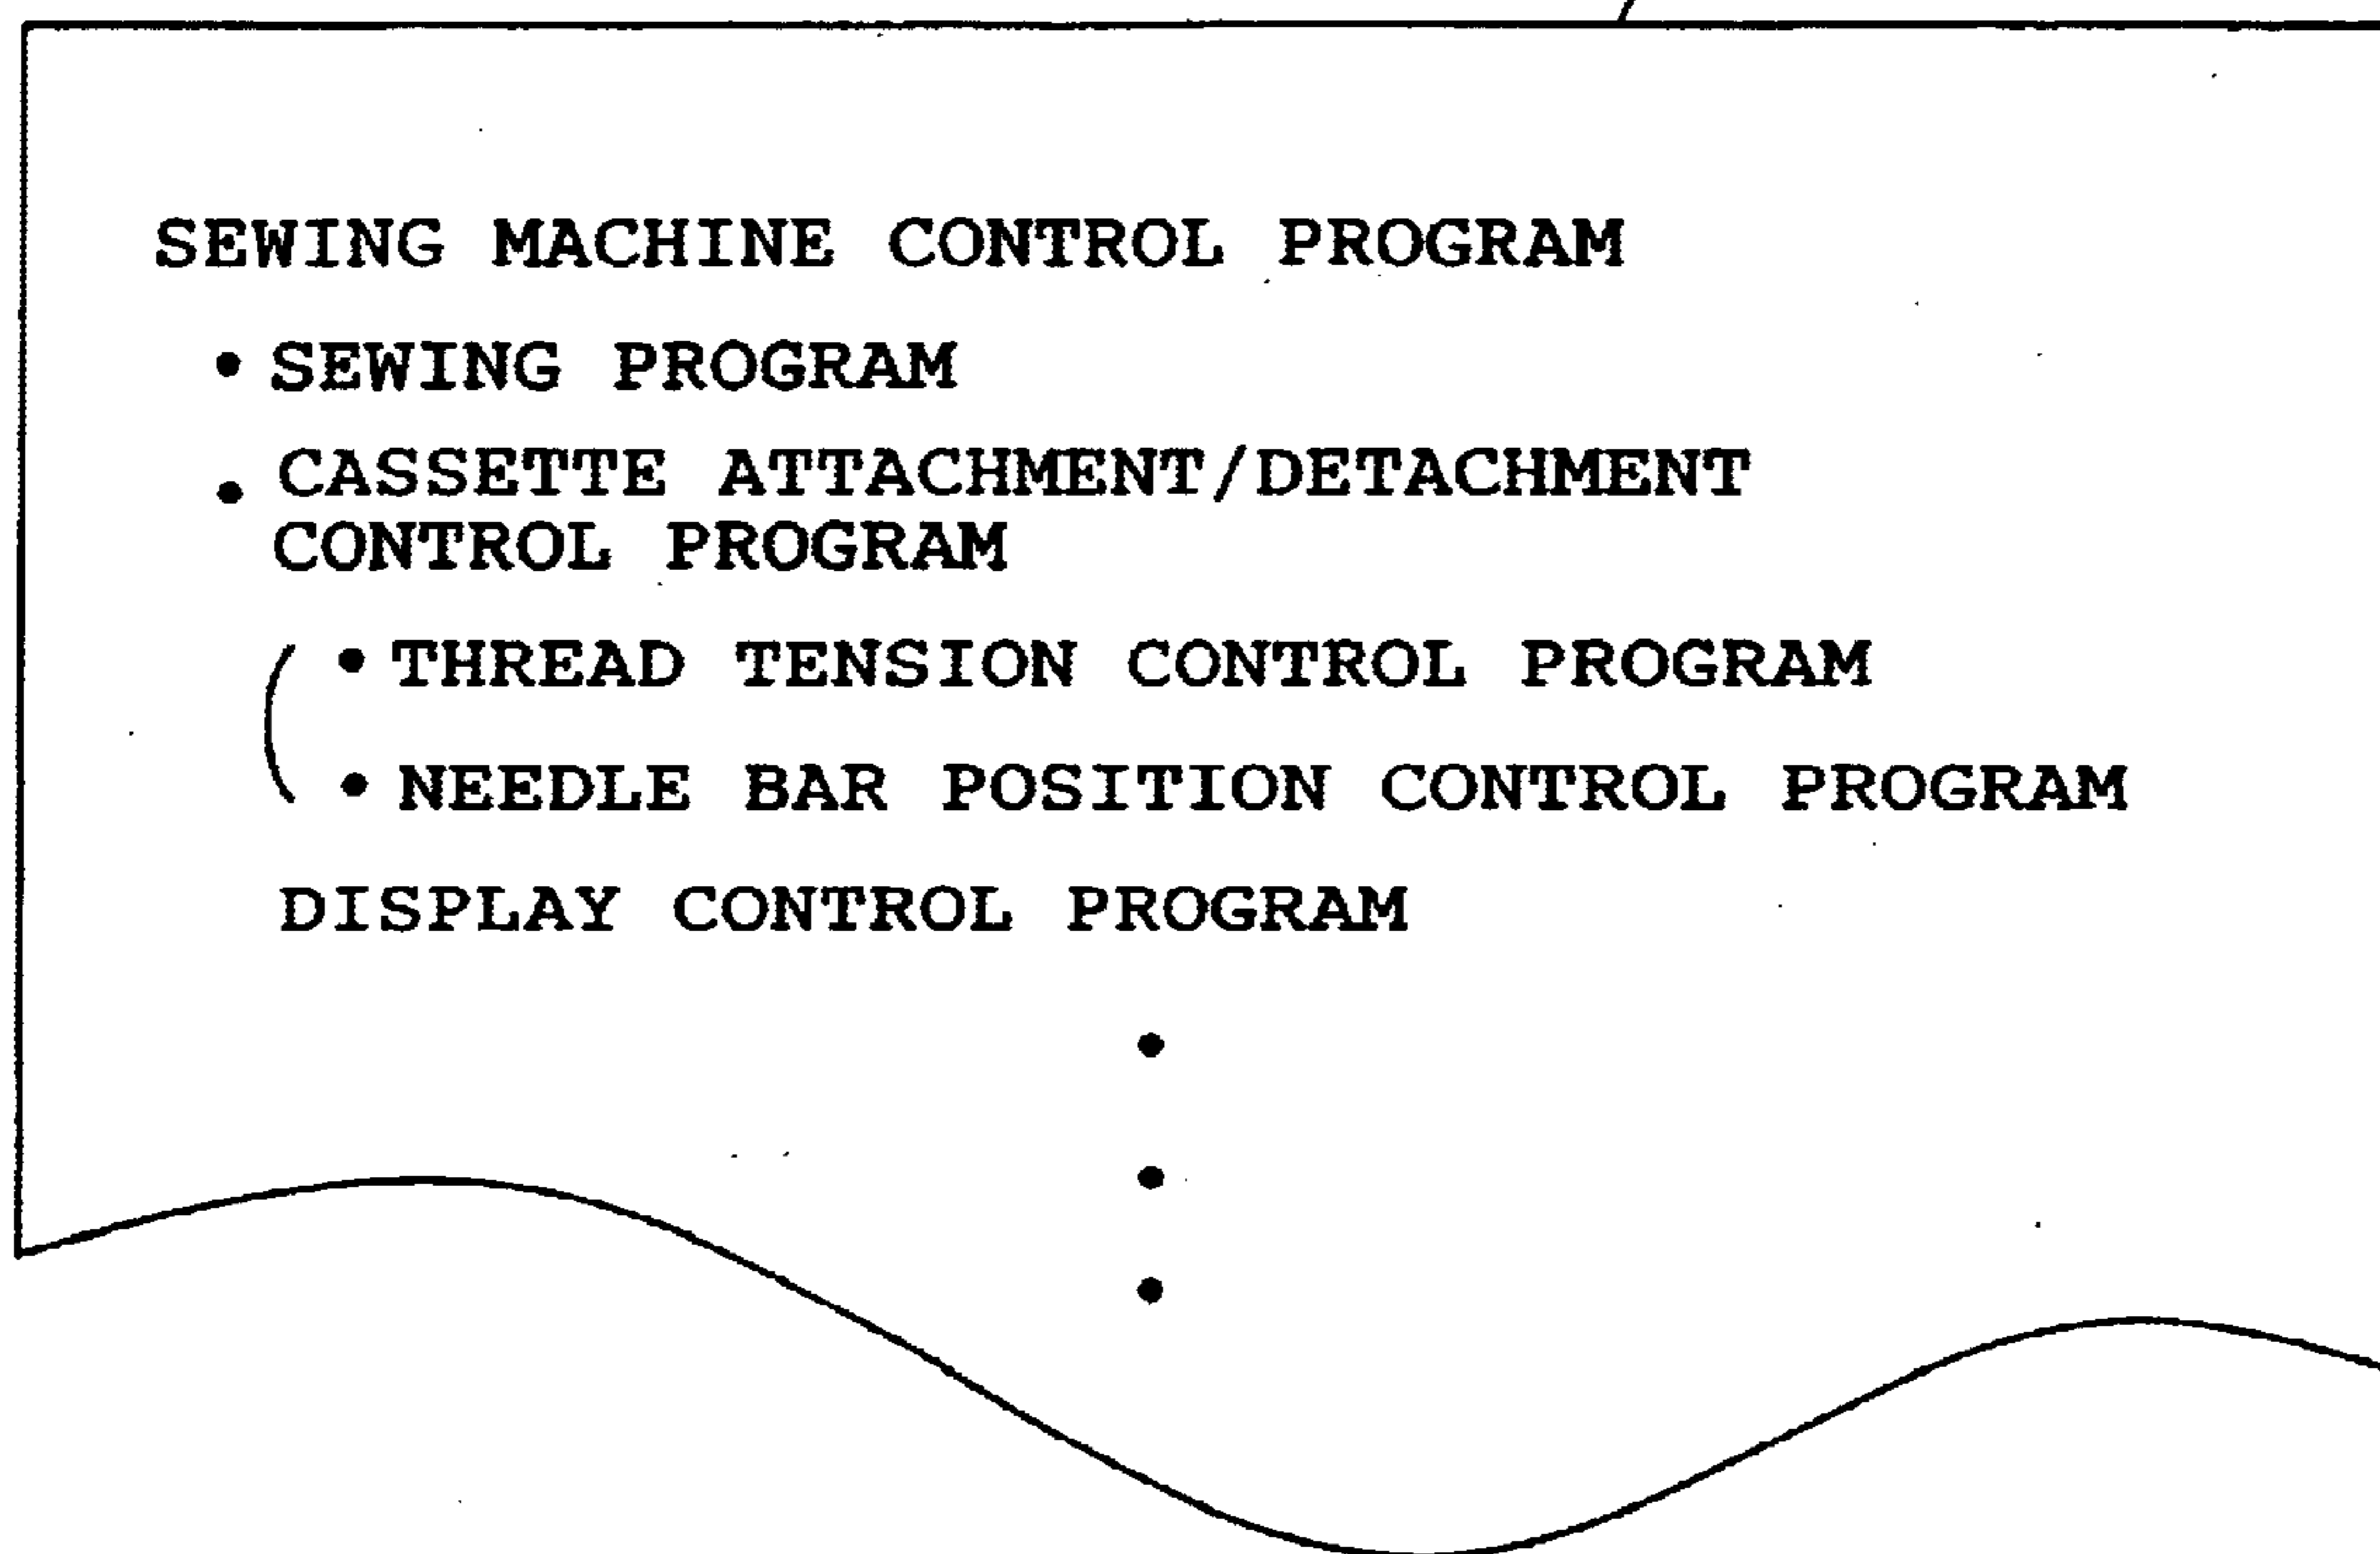 SEWING MACHINE CONTROL PROGRAM
• SEWING PROGRAM
• CASSETTE ATTACHMENT/DETACHMENT
CONTROL PROGRAM
( • THREAD TENSION CONTROL PROGRAM
• NEEDLE BAR POSITION CONTROL PROGRAM
DISPLAY CONTROL PROGRAM